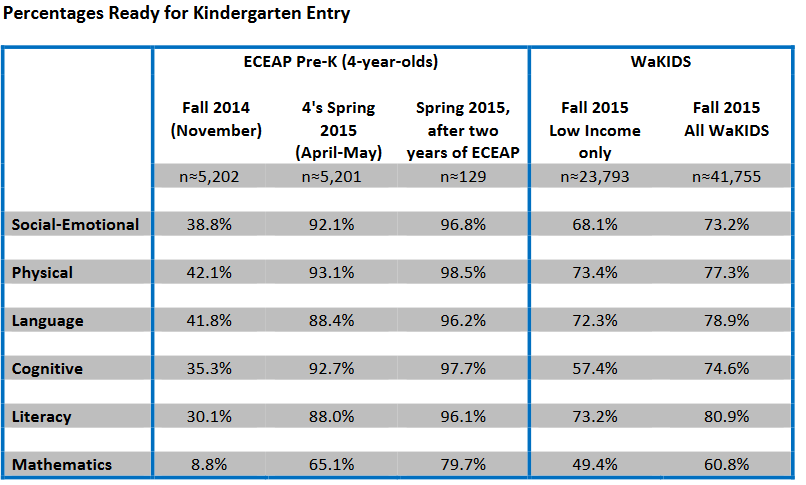 Percentages Ready for Kindergarten Entry
ECEAP Pre-K (4-year-olds) WaKIDS
Fall 2014 4's Spring Spring 2015, Fall 2015 Fall 2015
(November) 2015 after two Low Income All WaKIDS
(April-May) years of ECEAP only
n≈5,202 n≈5,201 n≈129 n≈23,793 n≈41,755
Social-Emotional 38.8% 92.1% 96.8% 68.1% 73.2%
Physical 42.1% 93.1% 98.5% 73.4% 77.3%
Language 41.8% 88.4% 96.2% 72.3% 78.9%
Cognitive 35.3% 92.7% 97.7% 57.4% 74.6%
Literacy 30.1% 88.0% 96.1% 73.2% 80.9%
Mathematics 8.8% 65.1% 79.7% 49.4% 60.8%